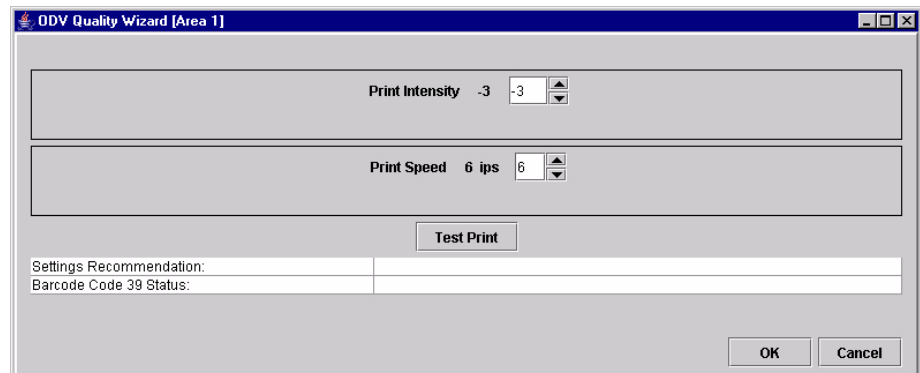 ODV Quality Wizard [Area 1]
Print Intensity -3 -3
Print Speed 6 ips 6
Test Print
Settings Recommendation:
Barcode Code 39 Status:
OK Cancel